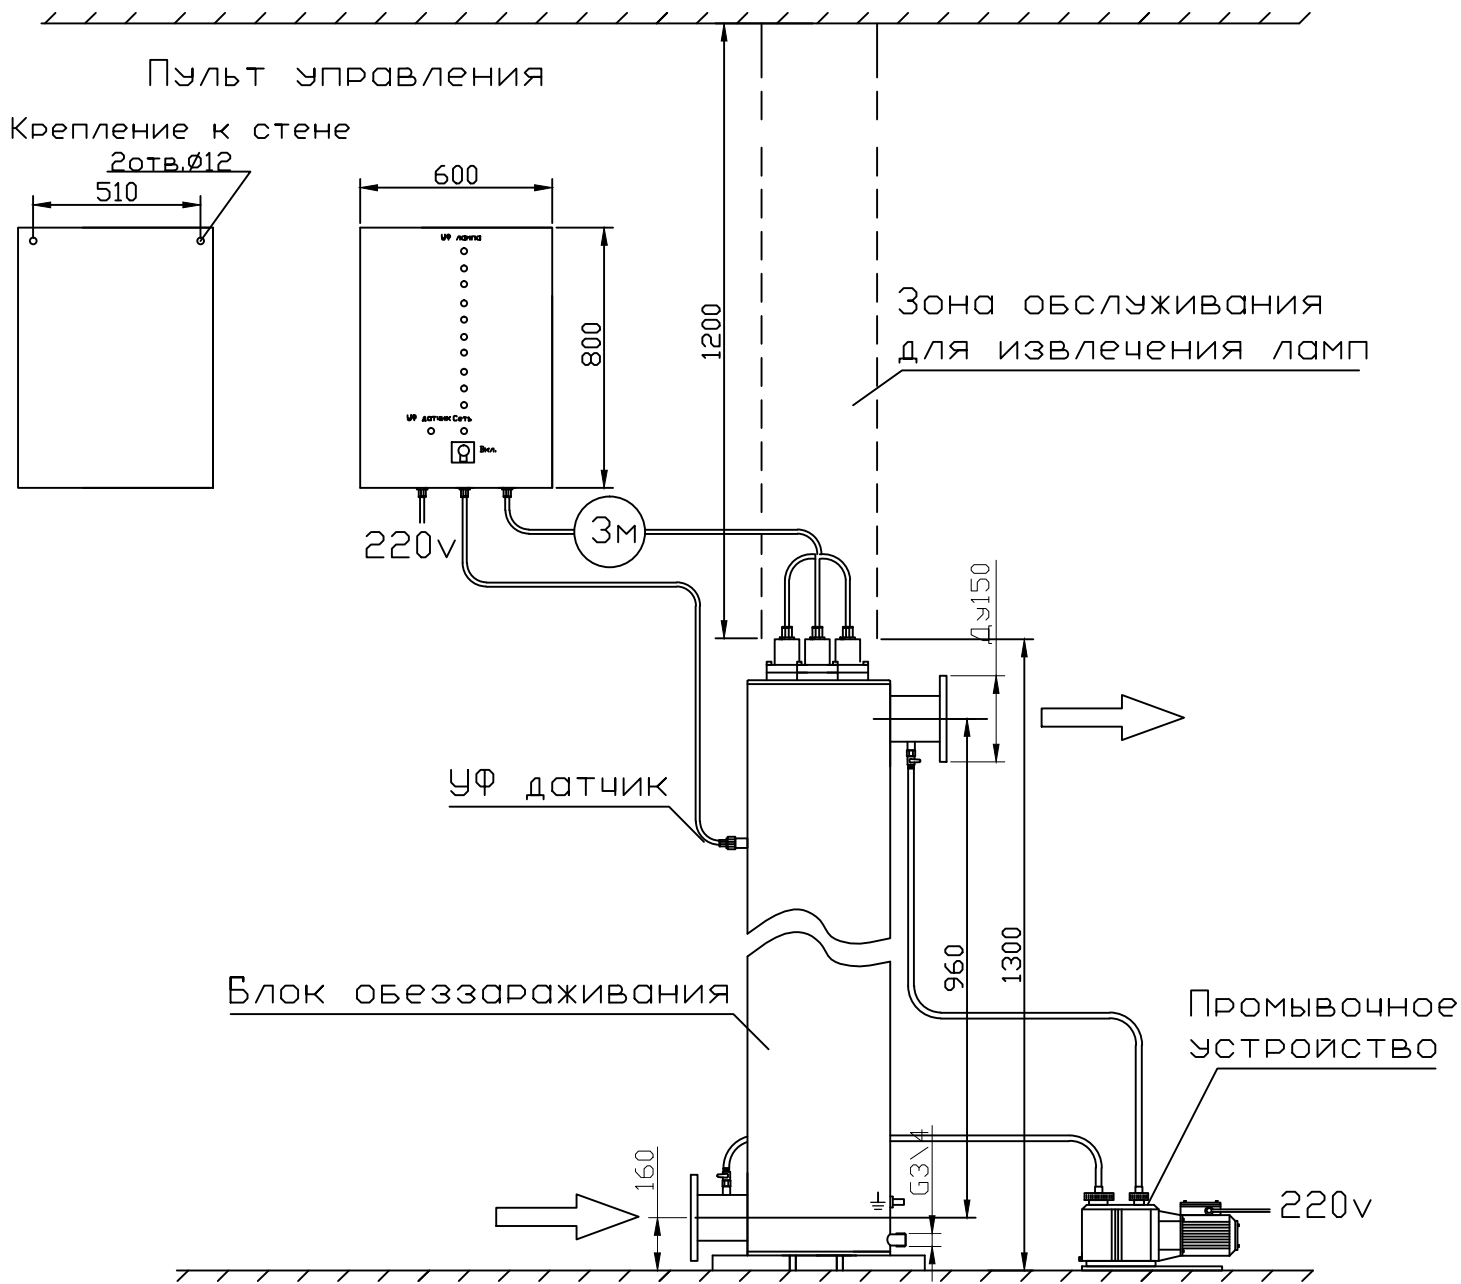 Пульт управления
Крепление к стене
2отв.Ø12
510
600
УФ лампа
800
1200
Зона обслуживания
для извлечения ламп
УФ датчик Сеть
Вкл.
220v
3м
Ду150
УФ датчик
960
1300
Блок обеззараживания
Промывочное
устройство
160
G3\4
220v